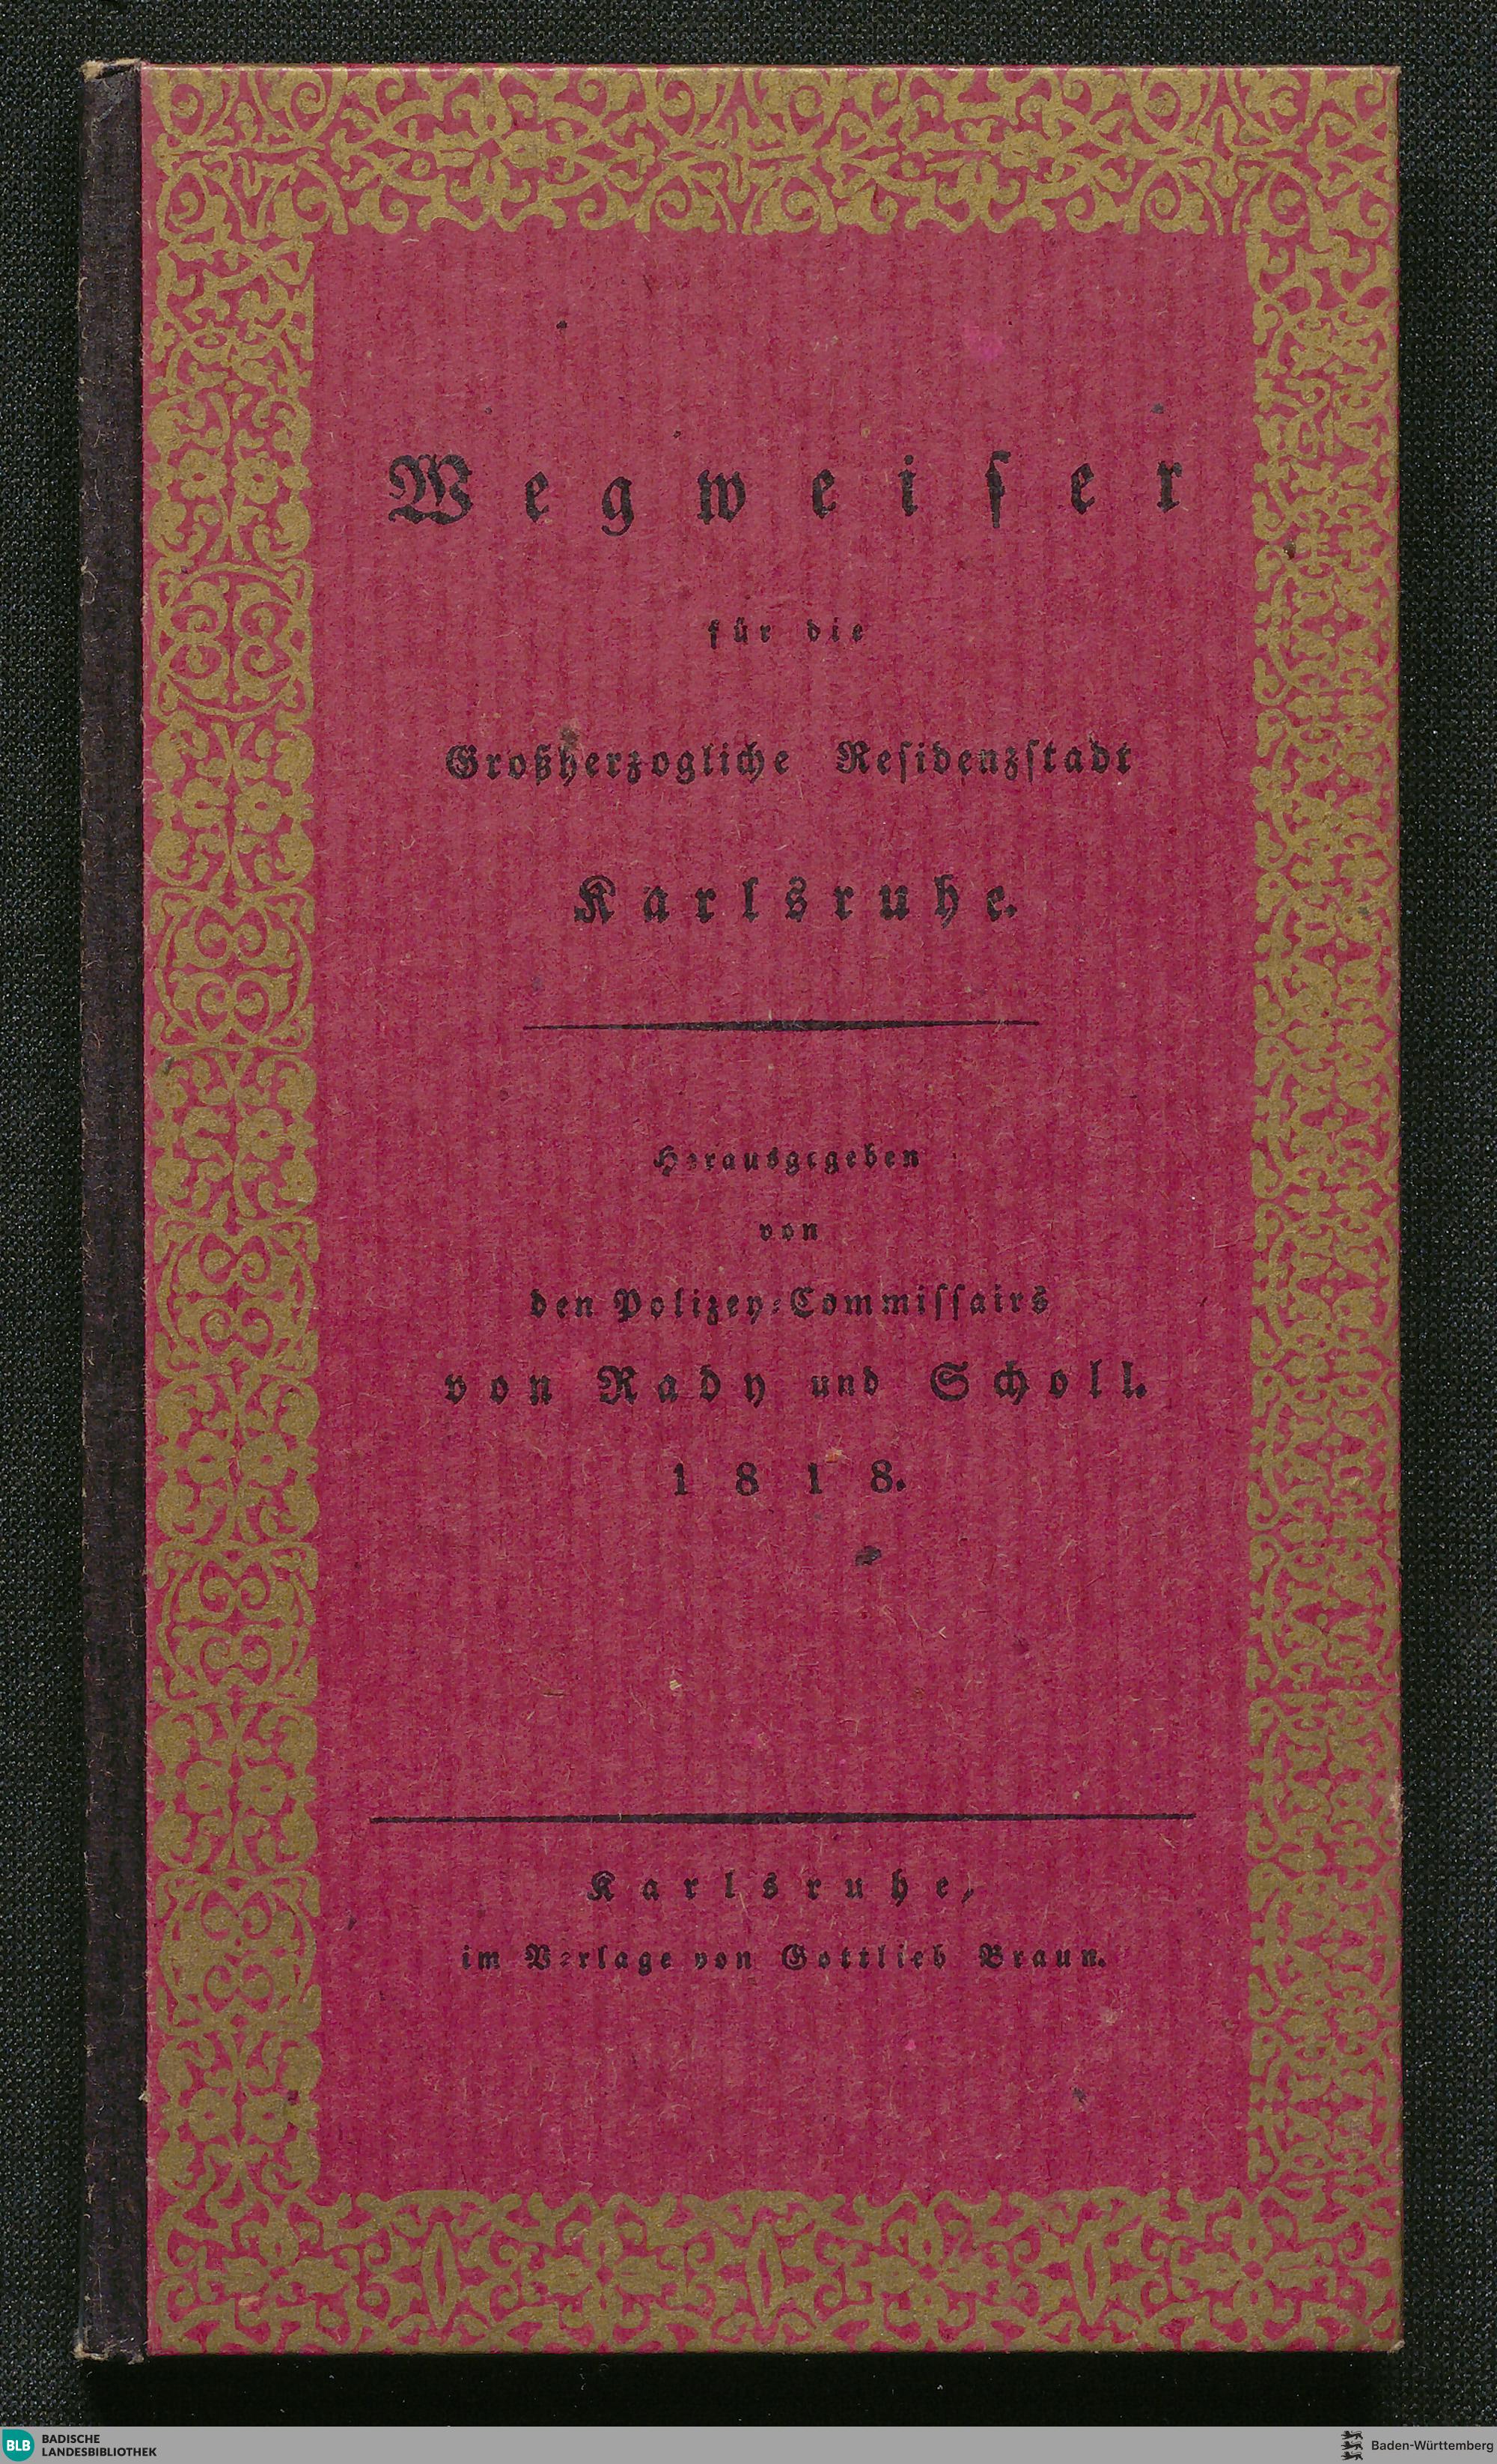 Wegweiſer
für die
Großherzogliche Reſidenzſtadt
Karlsruhe.
Herausgegeben
von
den Polizey-Commiſſairs
von Rady und Scholl.
1818.
Karlsruhe,
im Verlage von Gottlieb Braun.
BLB
BADISCHE
LANDESBIBLIOTHEK
Baden-Württemberg